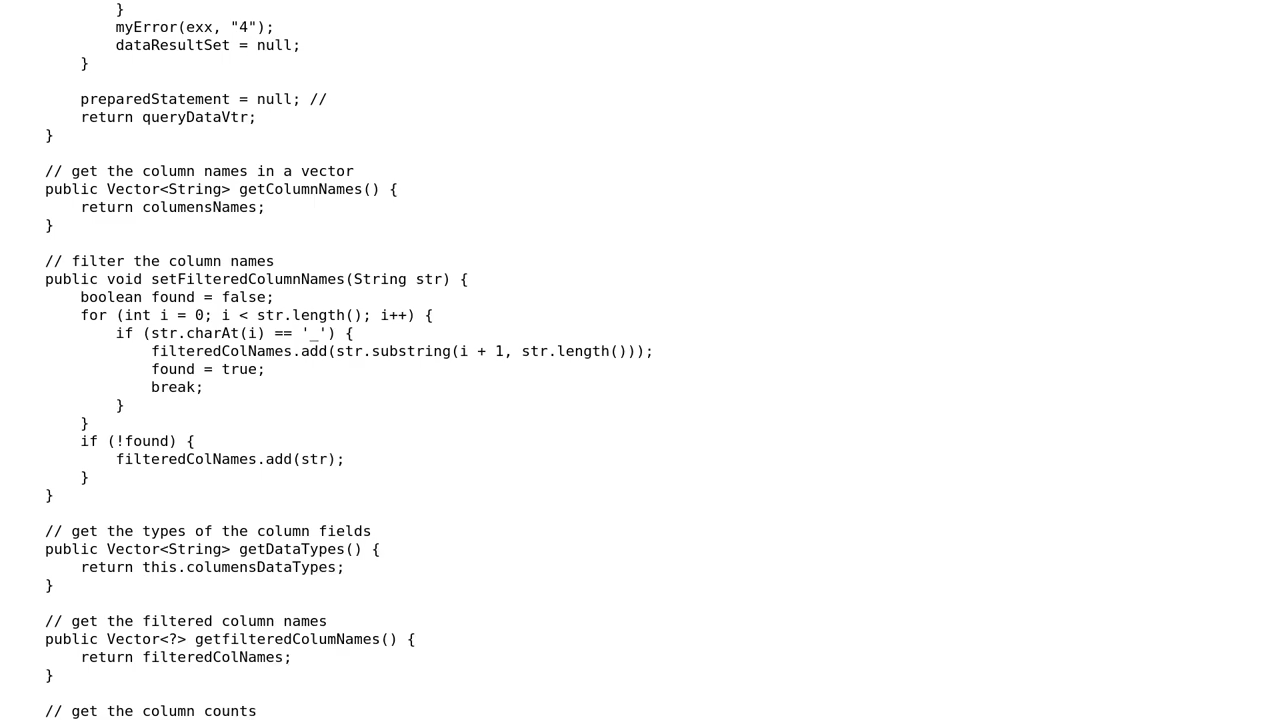 }
myError(exx, "4");
dataResultSet = null;
}
preparedStatement = null; //
return queryDataVtr;
}
// get the column names in a vector
public Vector<String> getColumnNames() {
return columensNames;
}
// filter the column names
public void setFilteredColumnNames(String str) {
boolean found = false;
for (int i = 0; i < str.length(); i++) {
if (str.charAt(i) == '_') {
filteredColNames.add(str.substring(i + 1, str.length()));
found = true;
break;
}
}
if (!found) {
filteredColNames.add(str);
}
}
// get the types of the column fields
public Vector<String> getDataTypes() {
return this.columensDataTypes;
}
// get the filtered column names
public Vector<?> getfilteredColumNames() {
return filteredColNames;
}
// get the column counts